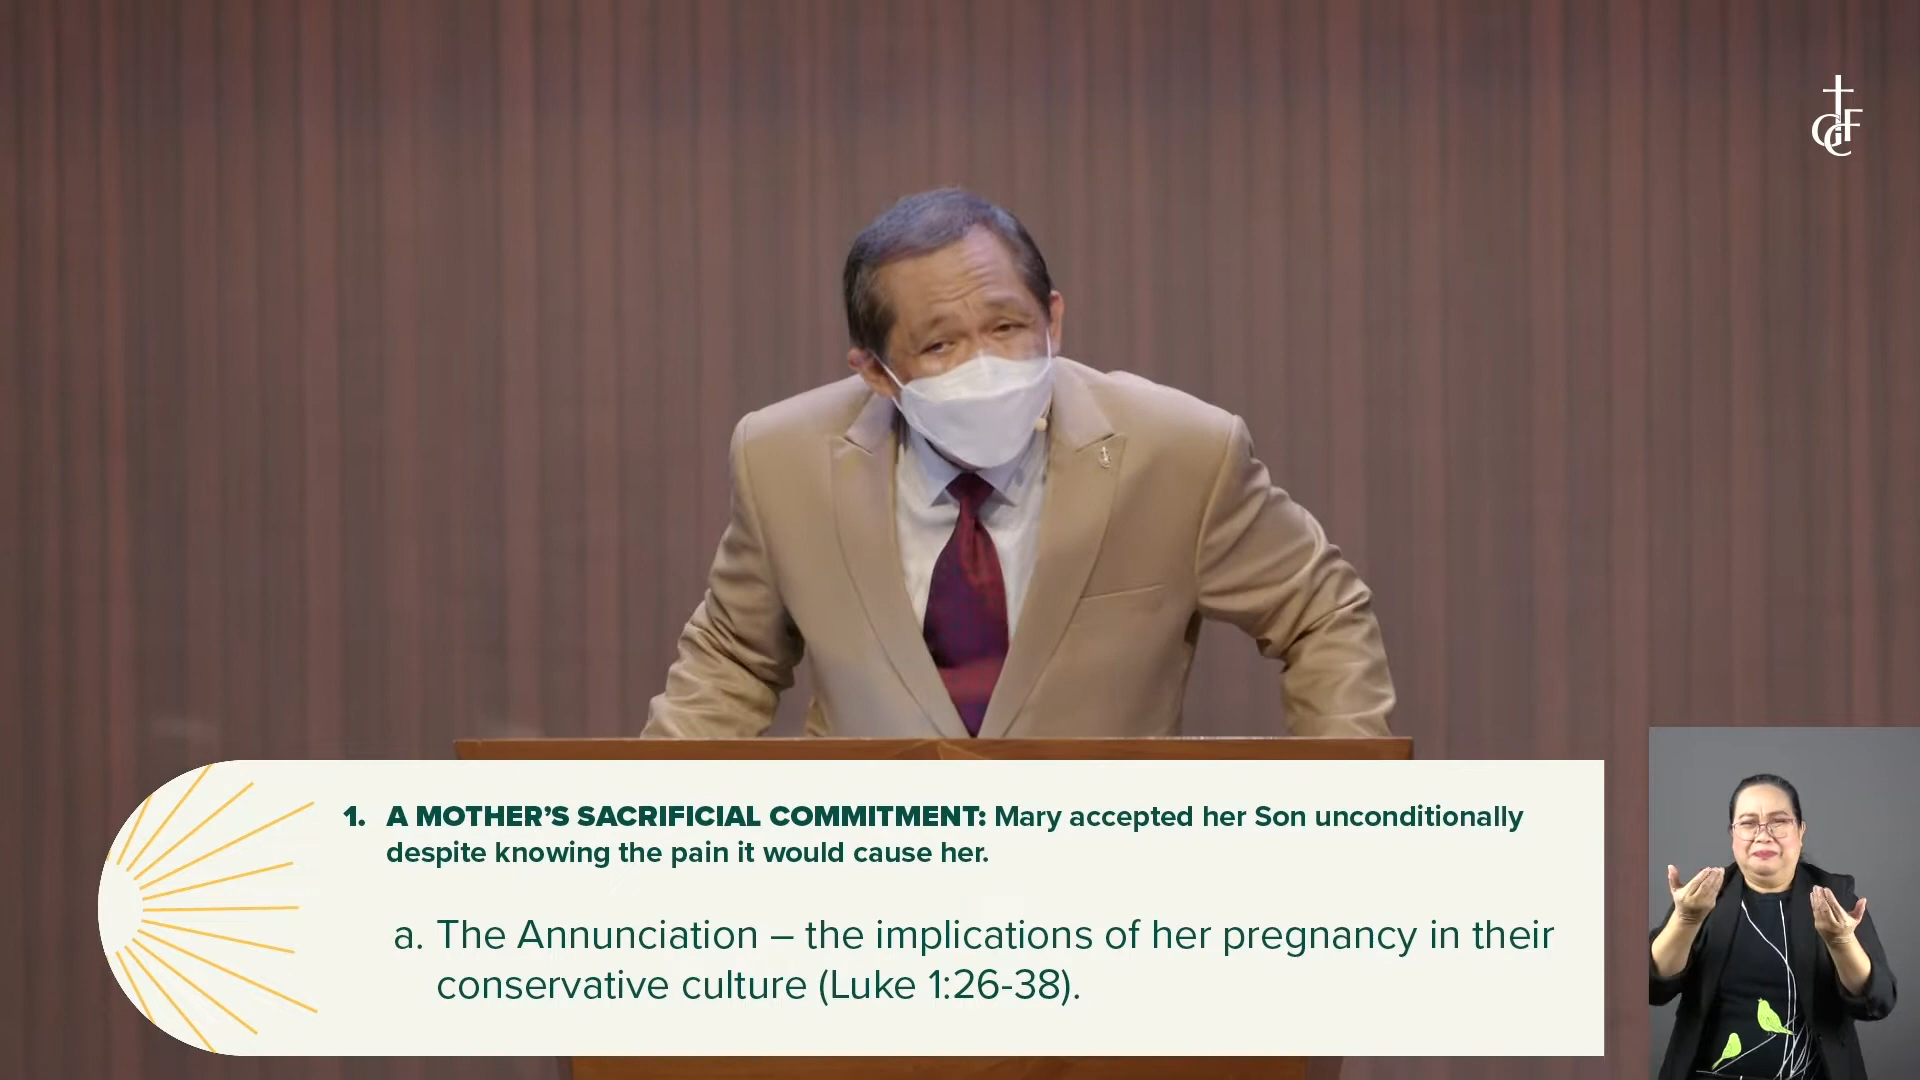 GCF
1. A MOTHER’S SACRIFICIAL COMMITMENT: Mary accepted her Son unconditionally
despite knowing the pain it would cause her.
a. The Annunciation – the implications of her pregnancy in their
conservative culture (Luke 1:26-38).